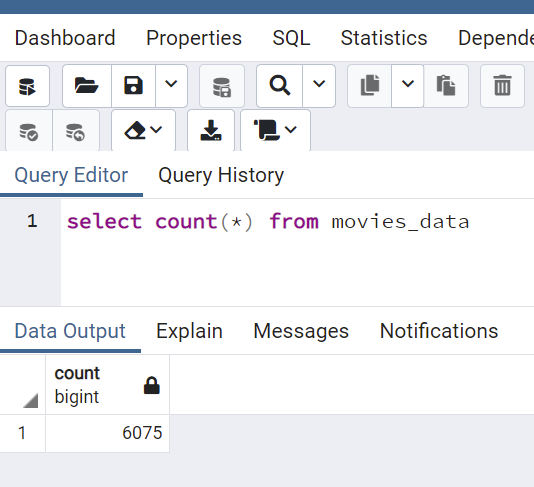 Dashboard Properties SQL Statistics
Query Editor Query History
1 select count(*) from movies_data
Data Output Explain Messages Notifications
count
bigint
1 6075